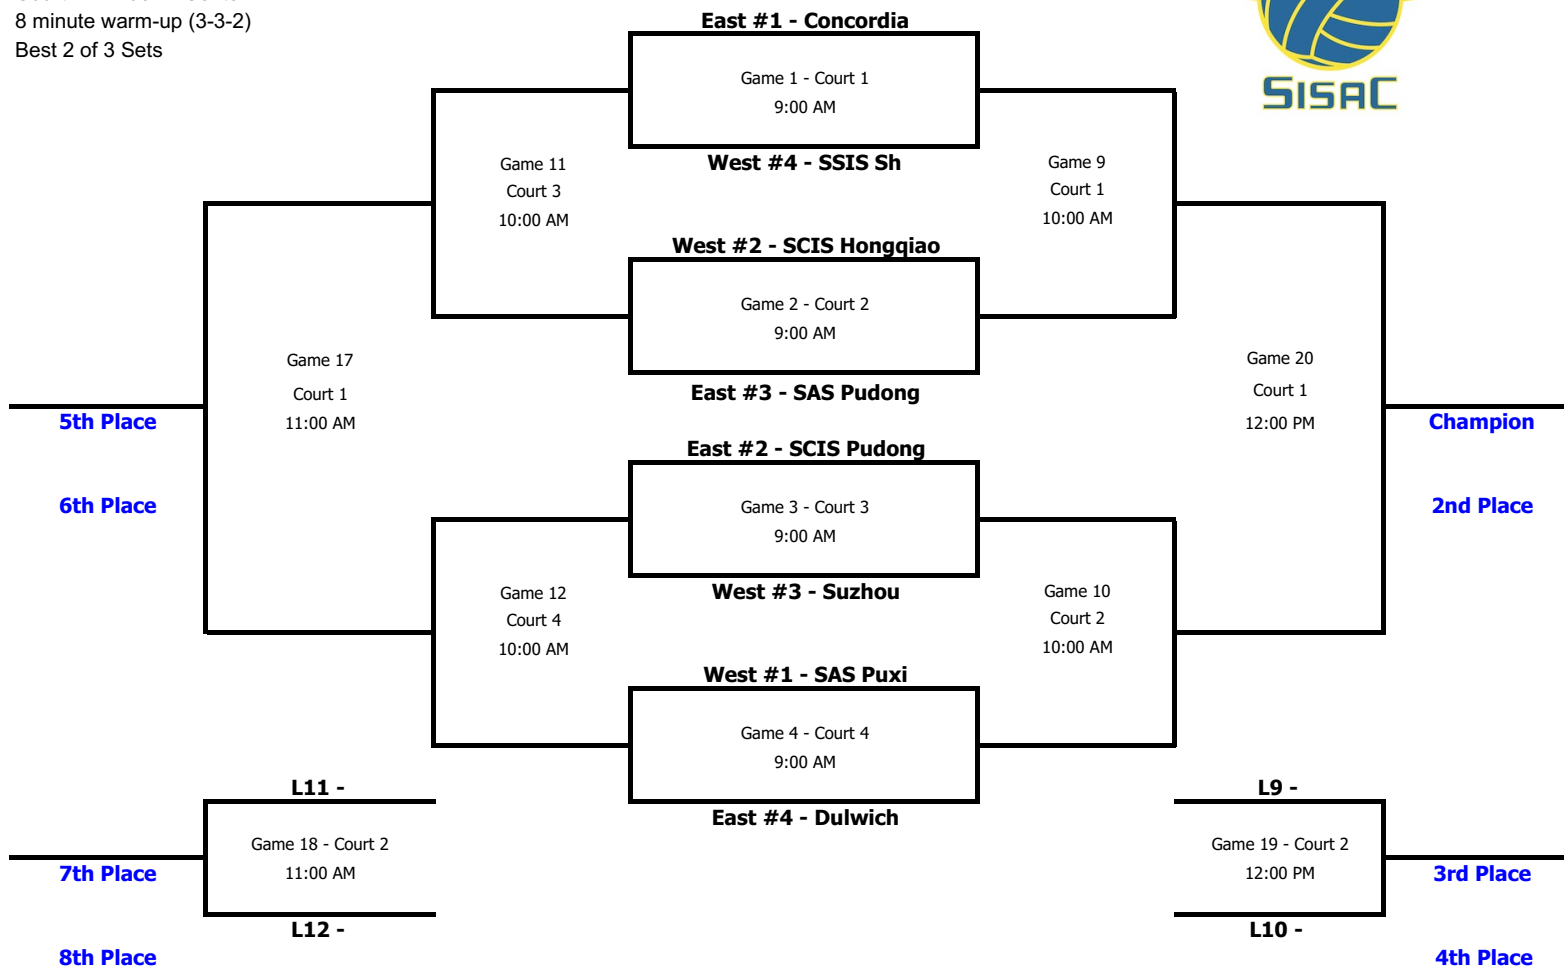 8 minute warm-up (3-3-2)
Best 2 of 3 Sets
SISAC
East #1 - Concordia
Game 1 - Court 1
9:00 AM
West #4 - SSIS Sh
Game 11
Court 3
10:00 AM
Game 9
Court 1
10:00 AM
West #2 - SCIS Hongqiao
Game 2 - Court 2
9:00 AM
East #3 - SAS Pudong
Game 17
Court 1
11:00 AM
Game 20
Court 1
12:00 PM
5th Place
6th Place
Champion
2nd Place
East #2 - SCIS Pudong
Game 3 - Court 3
9:00 AM
West #3 - Suzhou
Game 12
Court 4
10:00 AM
Game 10
Court 2
10:00 AM
West #1 - SAS Puxi
Game 4 - Court 4
9:00 AM
East #4 - Dulwich
L11 -
Game 18 - Court 2
11:00 AM
L12 -
7th Place
8th Place
L9 -
Game 19 - Court 2
12:00 PM
L10 -
3rd Place
4th Place